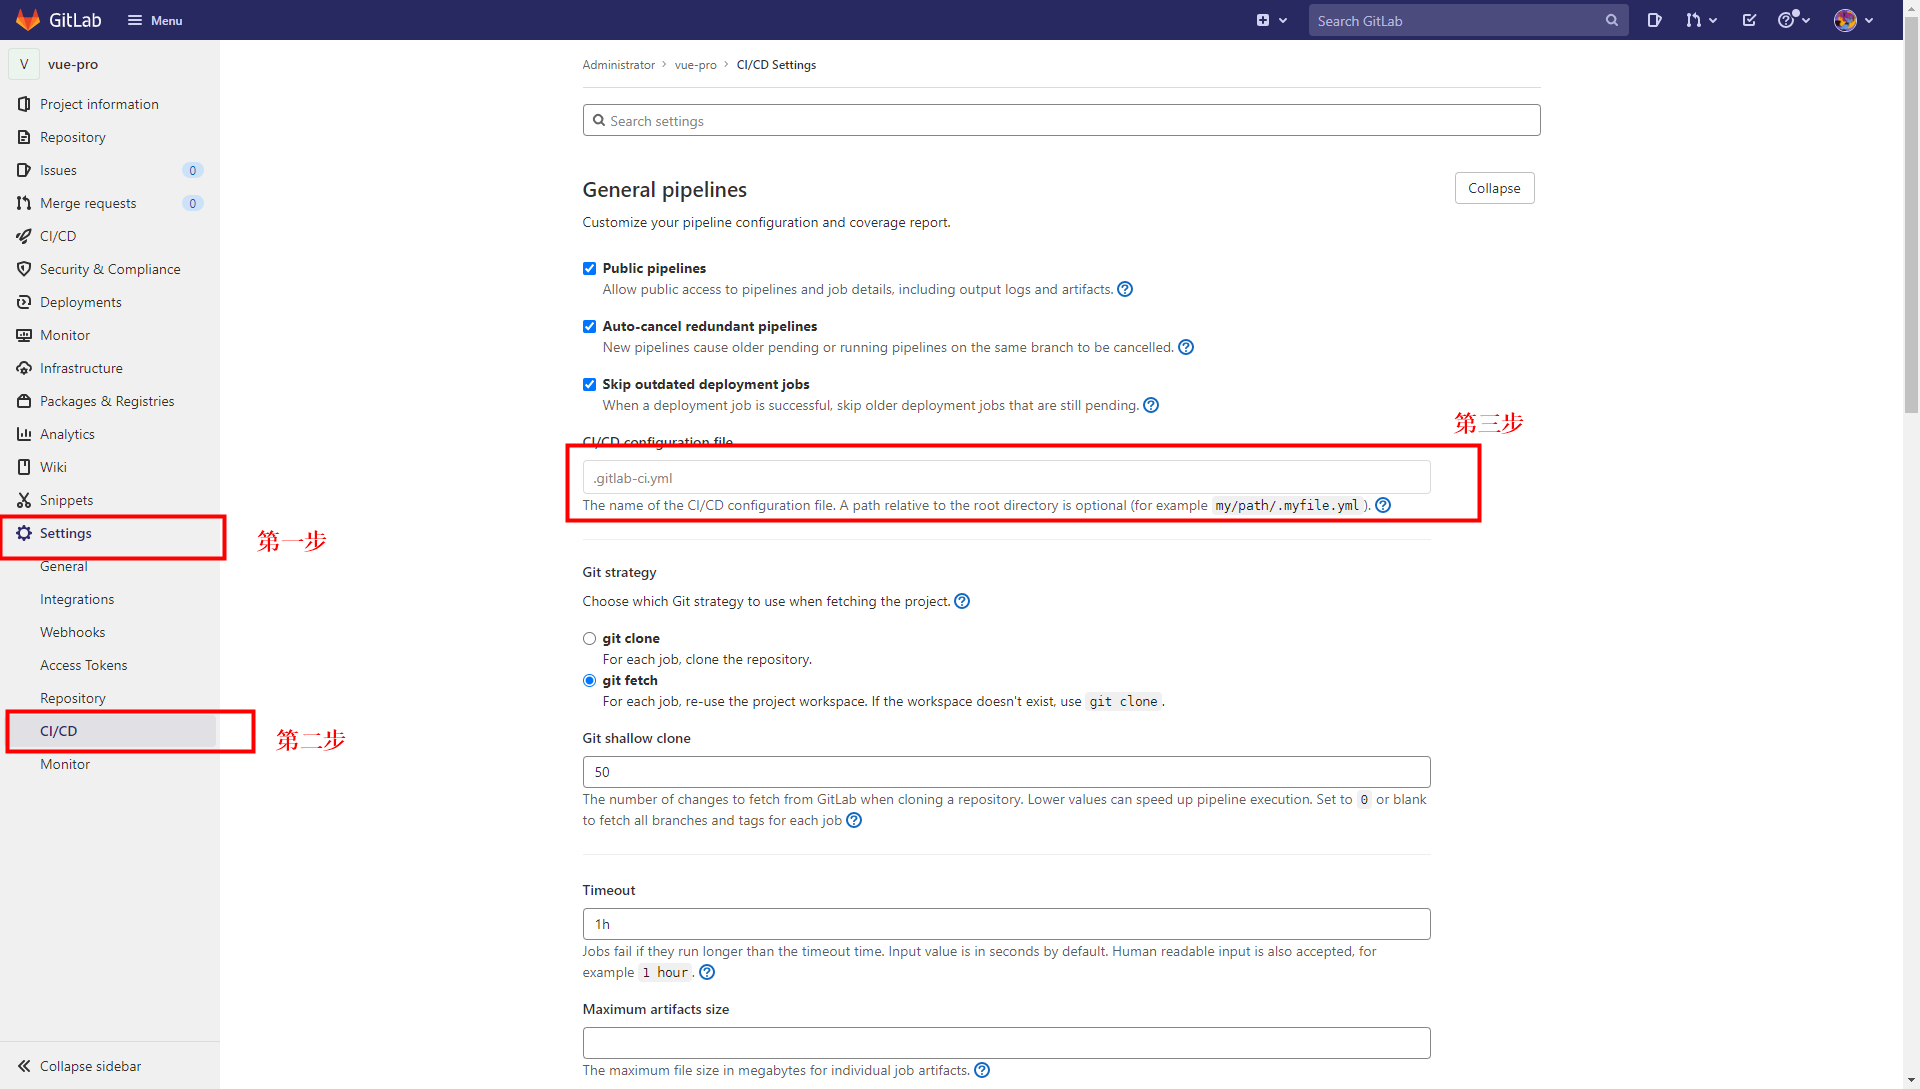 GitLab
Menu
Search GitLab
V
vue-pro
Project information
Repository
Issues
0
Merge requests
0
CI/CD
Security & Compliance
Deployments
Monitor
Infrastructure
Packages & Registries
Analytics
Wiki
Snippets
Settings
第一步
General
Integrations
Webhooks
Access Tokens
Repository
CI/CD
第二步
Monitor
Collapse sidebar
Administrator > vue-pro > CI/CD Settings
Search settings
General pipelines
Collapse
Customize your pipeline configuration and coverage report.
Public pipelines
Allow public access to pipelines and job details, including output logs and artifacts.
Auto-cancel redundant pipelines
New pipelines cause older pending or running pipelines on the same branch to be cancelled.
Skip outdated deployment jobs
When a deployment job is successful, skip older deployment jobs that are still pending.
第三步
CI/CD configuration file
.gitlab-ci.yml
The name of the CI/CD configuration file. A path relative to the root directory is optional (for example my/path/.myfile.yml ).
Git strategy
Choose which Git strategy to use when fetching the project.
git clone
For each job, clone the repository.
git fetch
For each job, re-use the project workspace. If the workspace doesn't exist, use git clone .
Git shallow clone
50
The number of changes to fetch from GitLab when cloning a repository. Lower values can speed up pipeline execution. Set to 0 or blank
to fetch all branches and tags for each job
Timeout
1h
Jobs fail if they run longer than the timeout time. Input value is in seconds by default. Human readable input is also accepted, for
example 1 hour .
Maximum artifacts size
The maximum file size in megabytes for individual job artifacts.